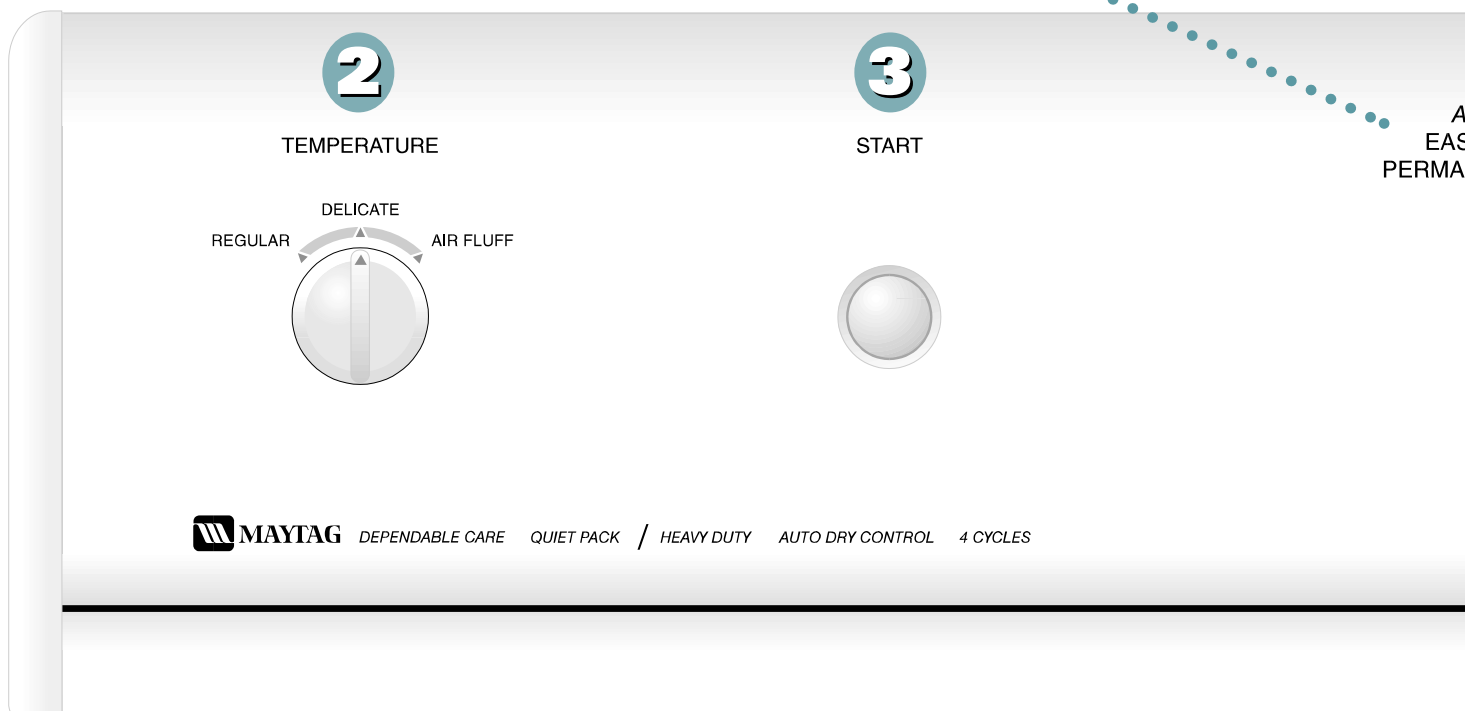 2
3
TEMPERATURE
START
DELICATE
REGULAR
AIR FLUFF
MAYTAG DEPENDABLE CARE QUIET PACK / HEAVY DUTY AUTO DRY CONTROL 4 CYCLES